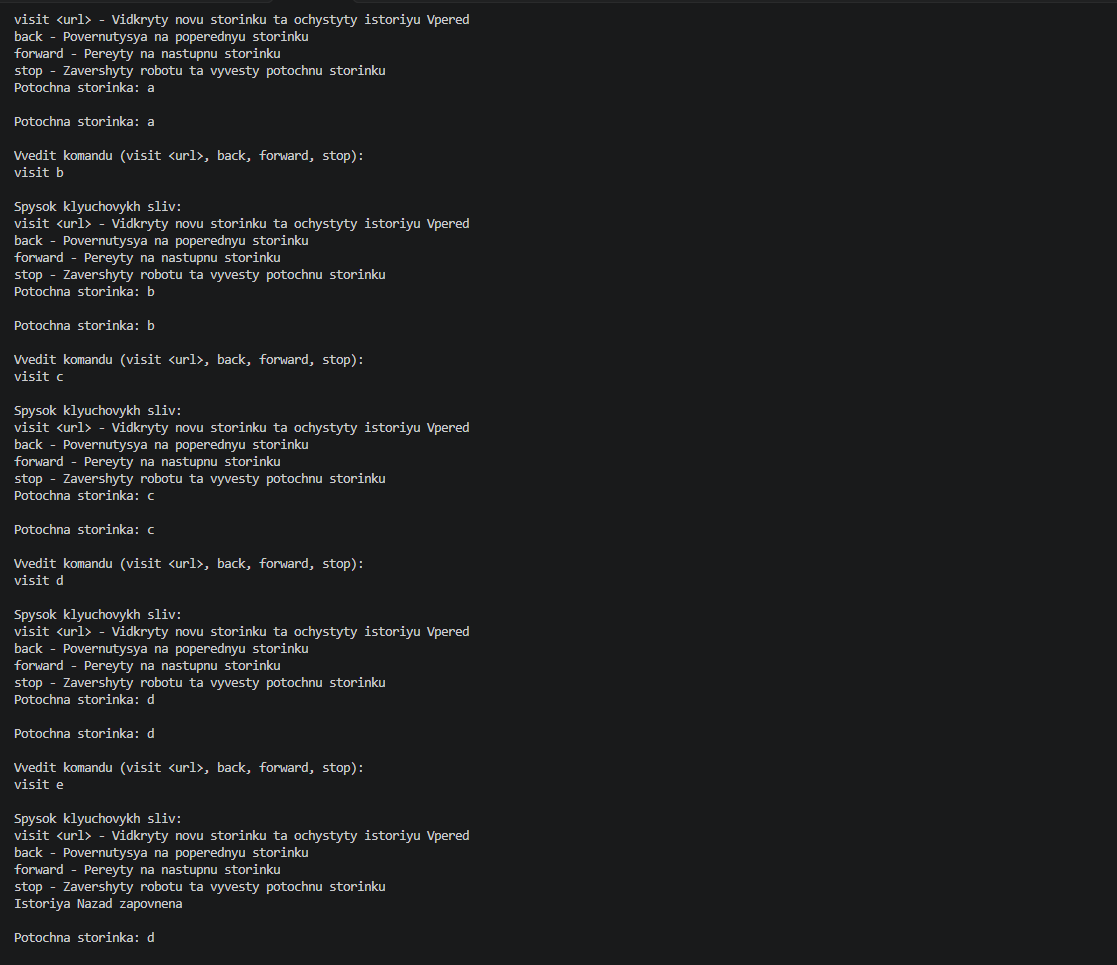 visit <url> - Vidkryty novu storinku ta ochystyty istoriyu Vpered
back - Povernutysya na poperednyu storinku
forward - Pereyty na nastupnu storinku
stop - Zavershyty robotu ta vyvesty potochnu storinku
Potochna storinka: a
Potochna storinka: a
Vvedit komandu (visit <url>, back, forward, stop):
visit b
Spysok klyuchovykh sliv:
visit <url> - Vidkryty novu storinku ta ochystyty istoriyu Vpered
back - Povernutysya na poperednyu storinku
forward - Pereyty na nastupnu storinku
stop - Zavershyty robotu ta vyvesty potochnu storinku
Potochna storinka: b
Potochna storinka: b
Vvedit komandu (visit <url>, back, forward, stop):
visit c
Spysok klyuchovykh sliv:
visit <url> - Vidkryty novu storinku ta ochystyty istoriyu Vpered
back - Povernutysya na poperednyu storinku
forward - Pereyty na nastupnu storinku
stop - Zavershyty robotu ta vyvesty potochnu storinku
Potochna storinka: c
Potochna storinka: c
Vvedit komandu (visit <url>, back, forward, stop):
visit d
Spysok klyuchovykh sliv:
visit <url> - Vidkryty novu storinku ta ochystyty istoriyu Vpered
back - Povernutysya na poperednyu storinku
forward - Pereyty na nastupnu storinku
stop - Zavershyty robotu ta vyvesty potochnu storinku
Potochna storinka: d
Potochna storinka: d
Vvedit komandu (visit <url>, back, forward, stop):
visit e
Spysok klyuchovykh sliv:
visit <url> - Vidkryty novu storinku ta ochystyty istoriyu Vpered
back - Povernutysya na poperednyu storinku
forward - Pereyty na nastupnu storinku
stop - Zavershyty robotu ta vyvesty potochnu storinku
Istoriya Nazad zapovnena
Potochna storinka: d